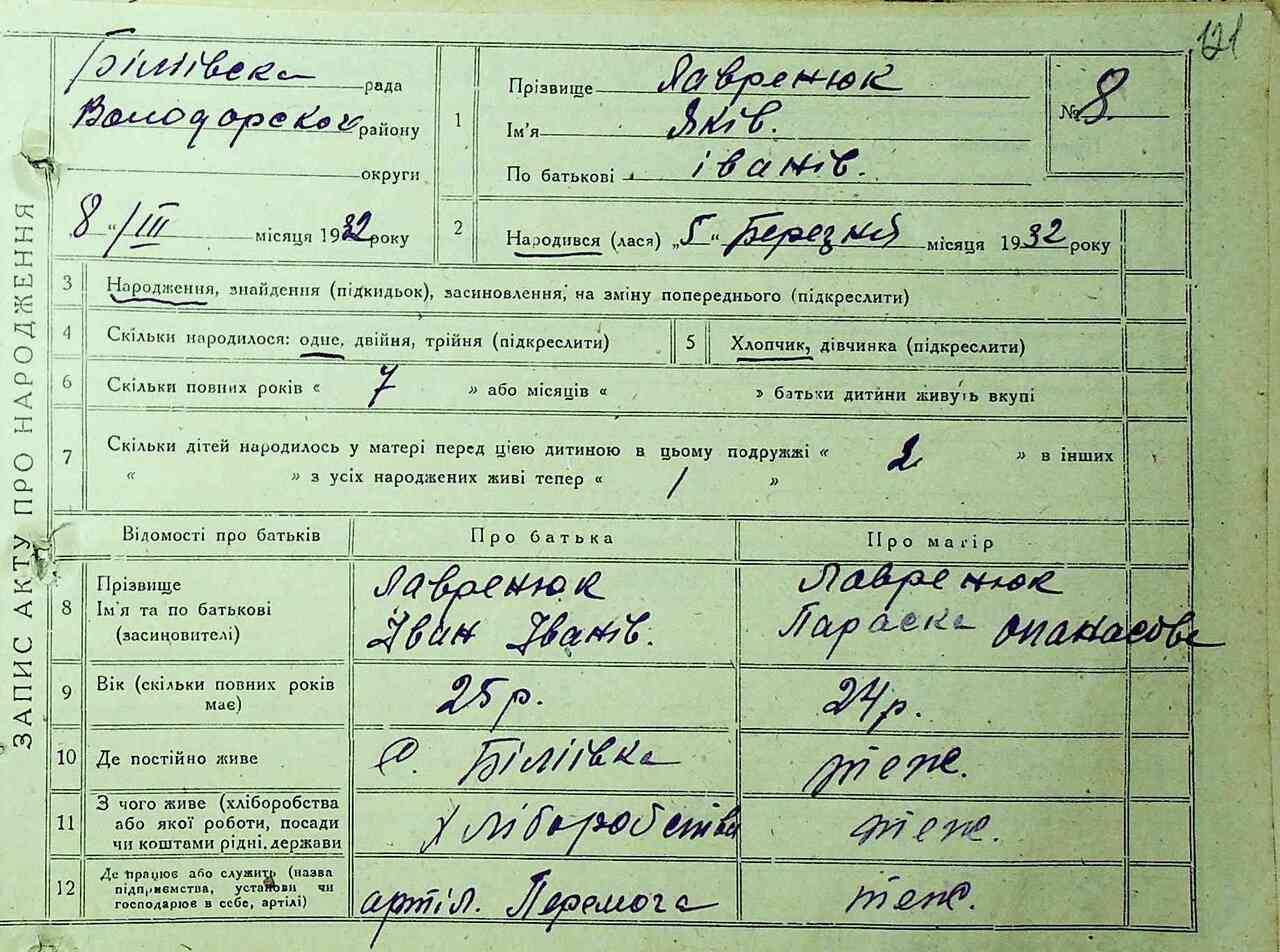 121
ЗАПИС АКТУ ПРО НАРОДЖЕННЯ
Біліївска рада
Володарского району
округи
8 "/III місяця 1932 року
1
Прізвище Лавренюк
Ім'я Яків.
По батькові іванів.
№ 8
2
Народився (лася) „5" Березня місяця 1932 року
3 Народження, знайдення (підкидьок), засиновлення, на зміну попереднього (підкреслити)
4 Скільки народилося: одне, двійня, трійня (підкреслити)
5 Хлопчик, дівчинка (підкреслити)
6 Скільки повних років « 7 » або місяців « » батьки дитини живуть вкупі
7 Скільки дітей народилось у матері перед цією дитиною в цьому подружжі « 2 » в інших
« » з усіх народжених живі тепер « 1 »
Відомості про батьків Про батька Про матір
8 Прізвище Лавренюк Лавренюк
Ім'я та по батькові Іван Іванів. Параска опанасова
(засиновителі)
9 Вік (скільки повних років має) 25р. 24р.
10 Де постійно живе с. Біліївка теж.
11 З чого живе (хліборобства
або якої роботи, посади
чи коштами рідні, держави
хліборобства теж.
12 Де працює або служить (назва
підприємства, установи чи
господарює в себе, артілі)
артіл. Перемога теж.